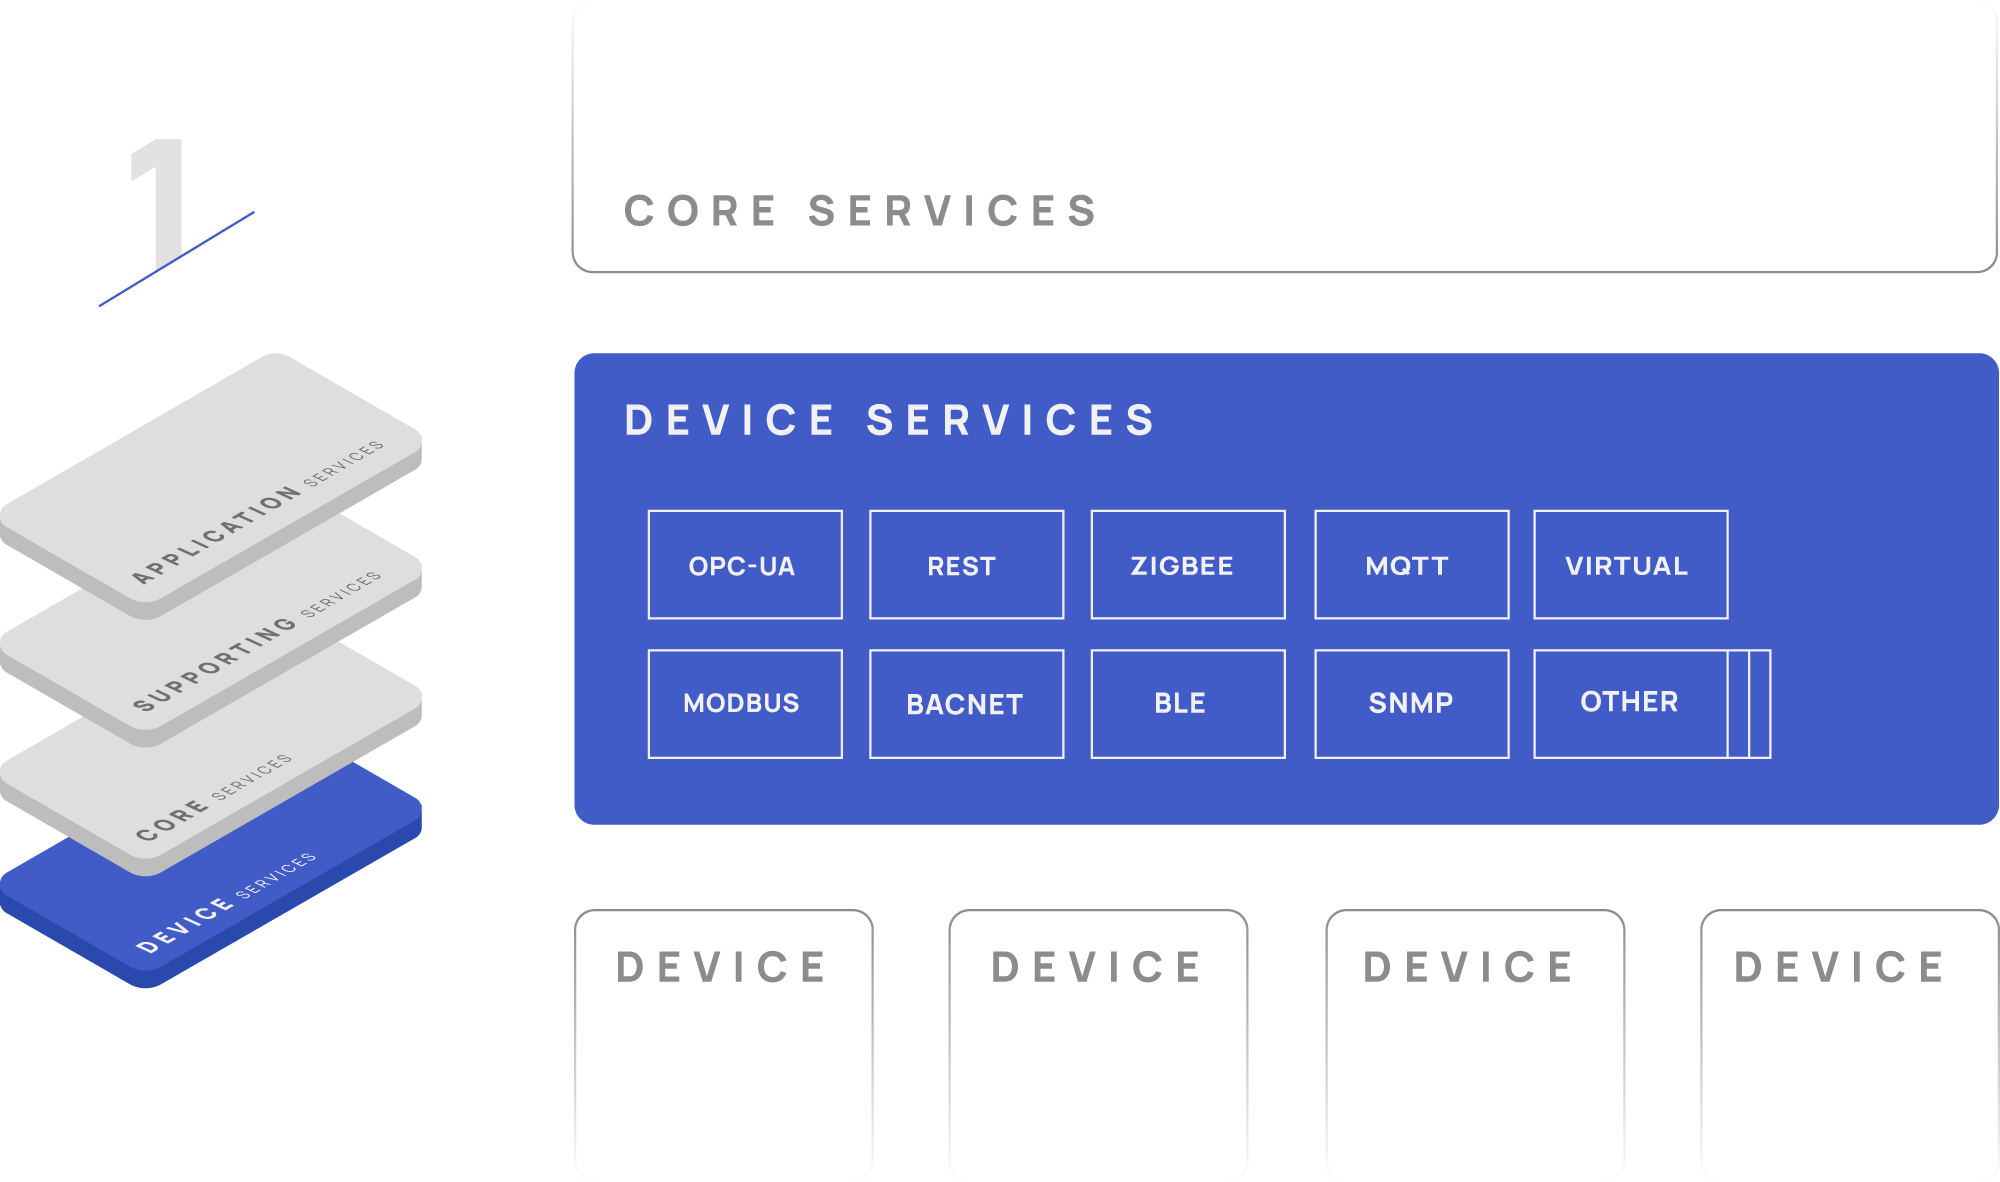 1
APPLICATION SERVICES
SUPPORTING SERVICES
CORE SERVICES
DEVICE SERVICES
CORE SERVICES
DEVICE SERVICES
OPC-UA
REST
ZIGBEE
MQTT
VIRTUAL
MODBUS
BACNET
BLE
SNMP
OTHER
DEVICE
DEVICE
DEVICE
DEVICE